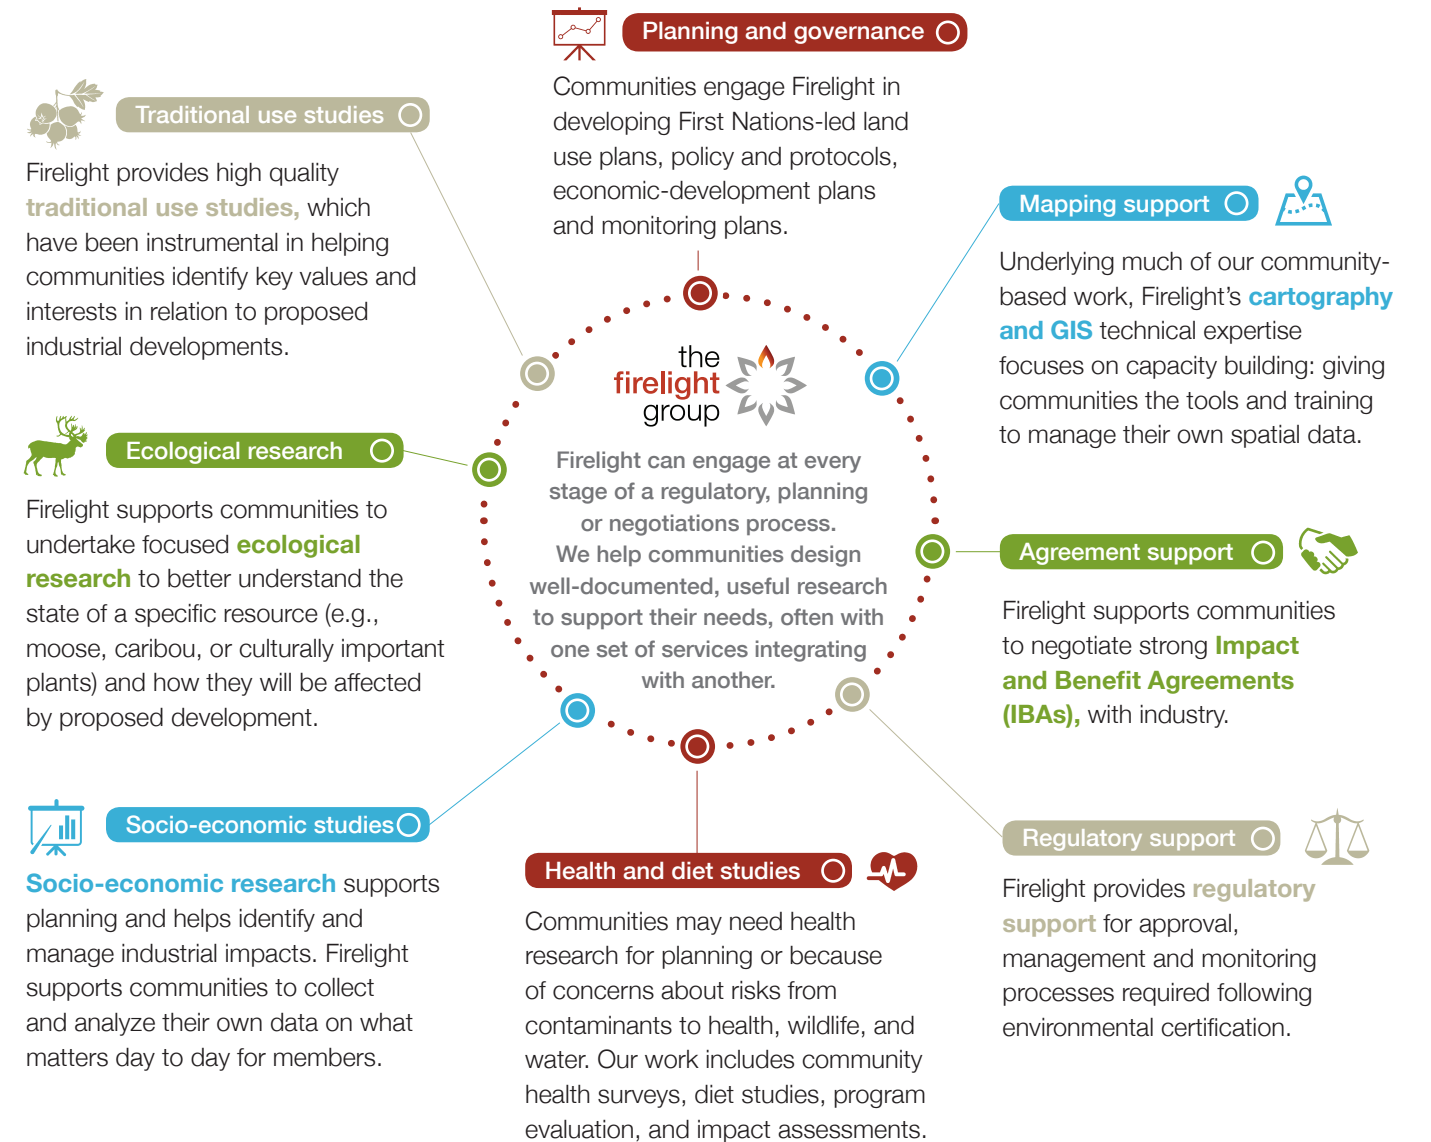 Planning and governance
Communities engage Firelight in
developing First Nations-led land
use plans, policy and protocols,
economic-development plans
and monitoring plans.
Traditional use studies
Firelight provides high quality
traditional use studies, which
have been instrumental in helping
communities identify key values and
interests in relation to proposed
industrial developments.
Mapping support
Underlying much of our community-
based work, Firelight’s cartography
and GIS technical expertise
focuses on capacity building: giving
communities the tools and training
to manage their own spatial data.
the
firelight
group
Firelight can engage at every
stage of a regulatory, planning
or negotiations process.
We help communities design
well-documented, useful research
to support their needs, often with
one set of services integrating
with another.
Ecological research
Firelight supports communities to
undertake focused ecological
research to better understand the
state of a specific resource (e.g.,
moose, caribou, or culturally important
plants) and how they will be affected
by proposed development.
Agreement support
Firelight supports communities
to negotiate strong Impact
and Benefit Agreements
(IBAs), with industry.
Socio-economic studies
Socio-economic research supports
planning and helps identify and
manage industrial impacts. Firelight
supports communities to collect
and analyze their own data on what
matters day to day for members.
Health and diet studies
Communities may need health
research for planning or because
of concerns about risks from
contaminants to health, wildlife, and
water. Our work includes community
health surveys, diet studies, program
evaluation, and impact assessments.
Regulatory support
Firelight provides regulatory
support for approval,
management and monitoring
processes required following
environmental certification.